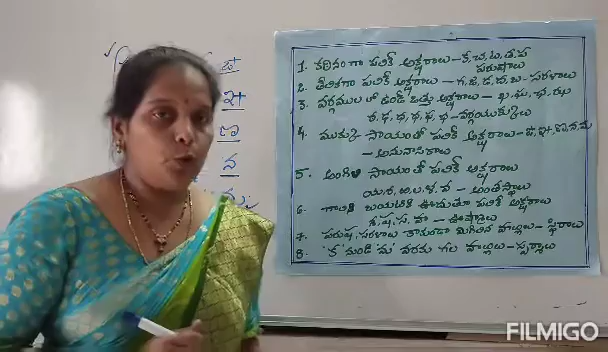 1. కఠినంగా పలికే అక్షరాలు - క,చ,ట,త,ప
పరుషాలు
2. తేలికగా పలికే అక్షరాలు - గ,జ,డ,ద,బ - సరళాలు
3. వర్గములలో ఉండే ఒత్తు అక్షరాలు - ఖ, ఘ, ఛ, ఝ
ఠ, ఢ, థ, ధ, ఫ, భ - వర్గయుక్కులు
4. ముక్కు సాయంతో పలికే అక్షరాలు - ఙ, ఞ, ణ, న, మ
- అనునాసికాలు
5. అంగిలి సాయంతో పలికే అక్షరాలు
య, ర, ల, ళ, వ - అంతస్థాలు
6. గాలిని బయటికి ఊదుతూ పలికే అక్షరాలు
శ, ష, స, హ - ఊష్మాలు
7. పరుష, సరళాలు కాకుండా మిగిలిన హల్లులు - స్థిరాలు
8. 'క' నుండి 'మ' వరకు గల హల్లులు - స్పర్శాలు
ఙ
ఞ
ణ
న
మ
FILMIGO